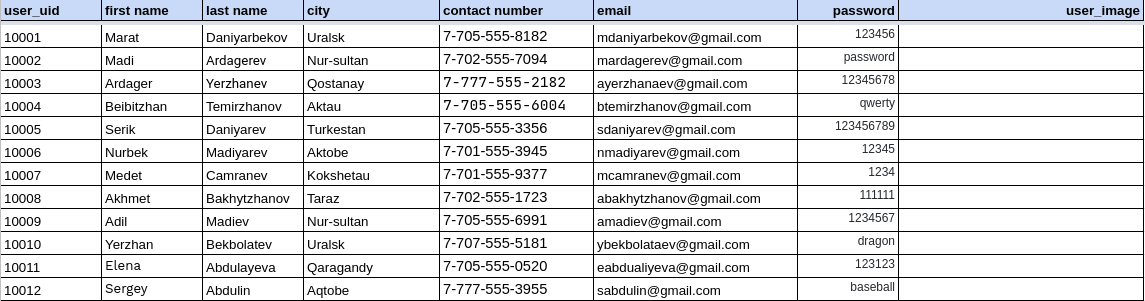 user_uid first name last name city contact number email password user_image
10001 Marat Daniyarbekov Uralsk 7-705-555-8182 mdaniyarbekov@gmail.com 123456
10002 Madi Ardagerev Nur-sultan 7-702-555-7094 mardagerev@gmail.com password
10003 Ardager Yerzhanev Qostanay 7-777-555-2182 ayerzhanaev@gmail.com 12345678
10004 Beibitzhan Temirzhanov Aktau 7-705-555-6004 btemirzhanov@gmail.com qwerty
10005 Serik Daniyarev Turkestan 7-705-555-3356 sdaniyarev@gmail.com 123456789
10006 Nurbek Madiyarev Aktobe 7-701-555-3945 nmadiyarev@gmail.com 12345
10007 Medet Camranev Kokshetau 7-701-555-9377 mcamranev@gmail.com 1234
10008 Akhmet Bakhytzhanov Taraz 7-702-555-1723 abakhytzhanov@gmail.com 111111
10009 Adil Madiev Nur-sultan 7-705-555-6991 amadiev@gmail.com 1234567
10010 Yerzhan Bekbolatev Uralsk 7-707-555-5181 ybekbolataev@gmail.com dragon
10011 Elena Abdulayeva Qaragandy 7-705-555-0520 eabdualiyeva@gmail.com 123123
10012 Sergey Abdulin Aqtobe 7-777-555-3955 sabdulin@gmail.com baseball